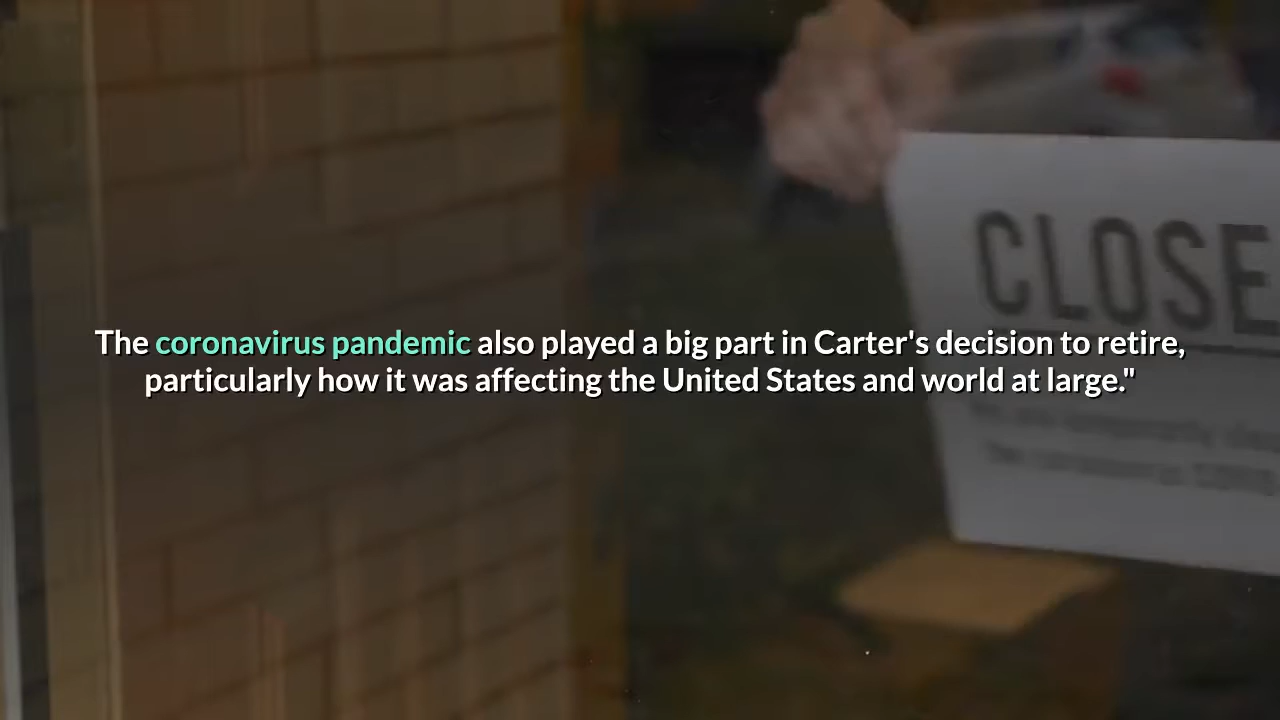 CLOSE
The coronavirus pandemic also played a big part in Carter's decision to retire,
particularly how it was affecting the United States and world at large."